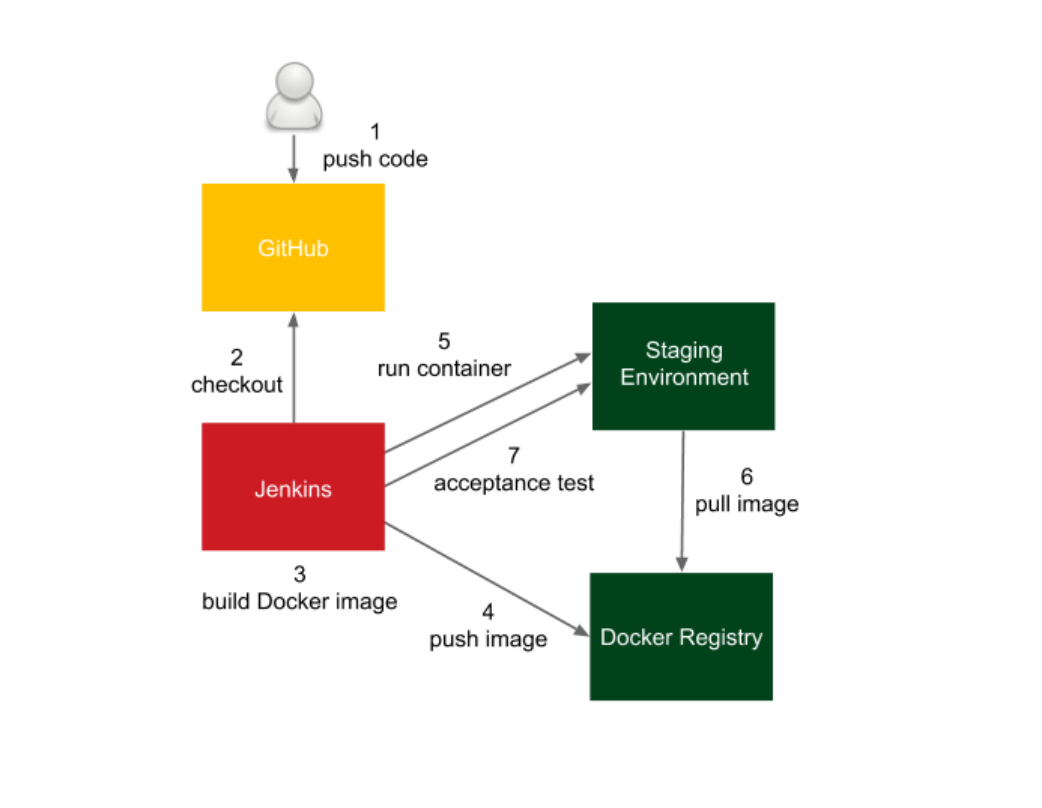 1
push code
GitHub
2
checkout
5
run container
Staging
Environment
7
acceptance test
6
pull image
Jenkins
3
build Docker image
4
push image
Docker Registry